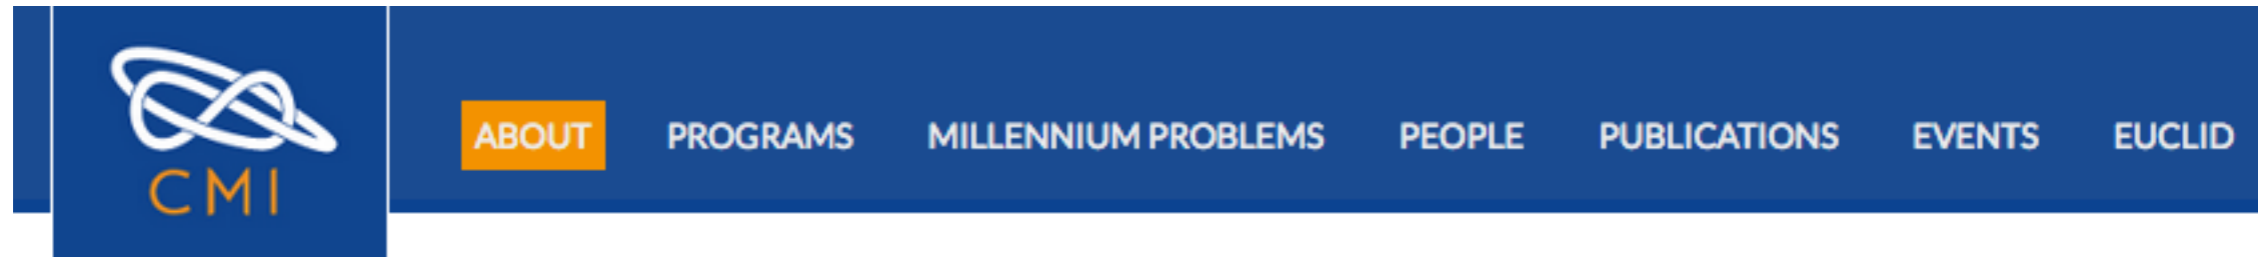 CMI
ABOUT PROGRAMS MILLENNIUM PROBLEMS PEOPLE PUBLICATIONS EVENTS EUCLID